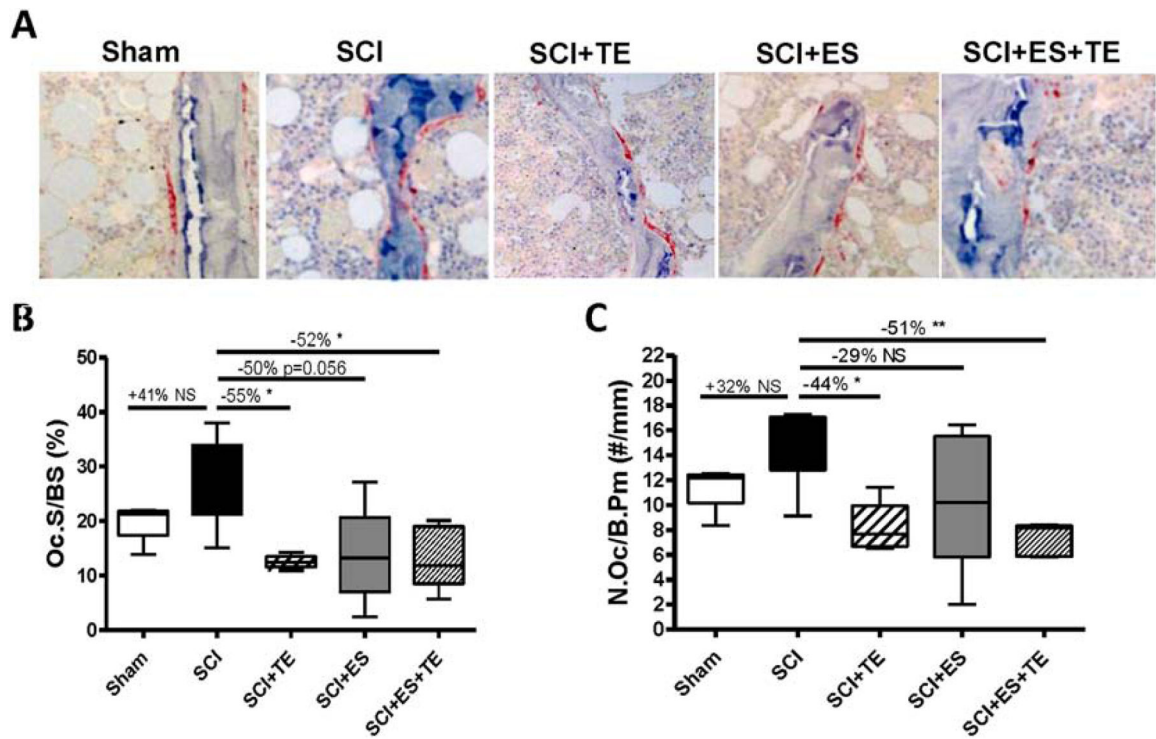 A
Sham SCI SCI+TE SCI+ES SCI+ES+TE
B
-52% *
-50% p=0.056
+41% NS -55% *
Oc.S/BS (%)
50
40
30
20
10
0
Sham SCI SCI+TE SCI+ES SCI+ES+TE
C
-51% **
-29% NS
+32% NS -44% *
N.Oc/B.Pm (#/mm)
22
20
18
16
14
12
10
8
6
4
2
0
Sham SCI SCI+TE SCI+ES SCI+ES+TE